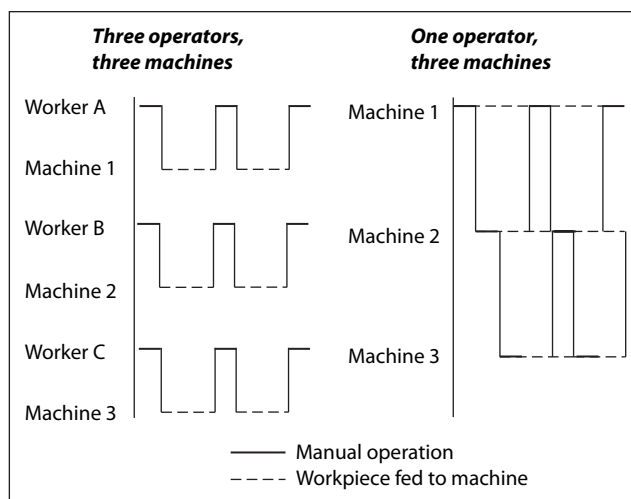 Three operators,
three machines
Worker A
Machine 1
Worker B
Machine 2
Worker C
Machine 3
One operator,
three machines
Machine 1
Machine 2
Machine 3
Manual operation
Workpiece fed to machine